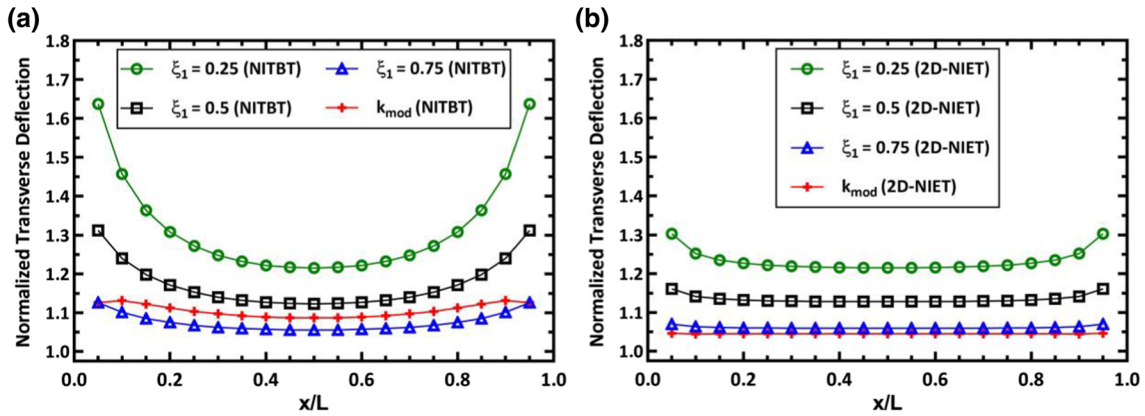 (a)
Normalized Transverse Deflection
1.8
1.7
1.6
1.5
1.4
1.3
1.2
1.1
1.0
ξ₁ = 0.25 (NITBT)
ξ₁ = 0.75 (NITBT)
ξ₁ = 0.5 (NITBT)
kmod (NITBT)
0.0 0.2 0.4 0.6 0.8 1.0
x/L
(b)
Normalized Transverse Deflection
1.8
1.7
1.6
1.5
1.4
1.3
1.2
1.1
1.0
ξ₁ = 0.25 (2D-NIET)
ξ₁ = 0.5 (2D-NIET)
ξ₁ = 0.75 (2D-NIET)
kmod (2D-NIET)
0.0 0.2 0.4 0.6 0.8 1.0
x/L